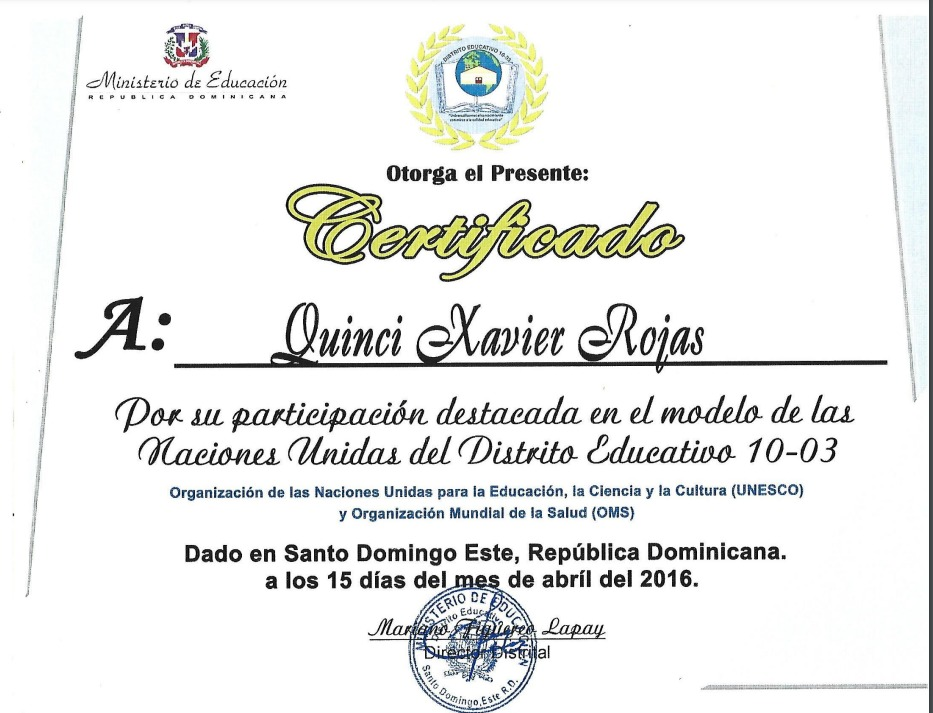 Ministerio de Educación
REPUBLICA DOMINICANA
DISTRITO EDUCATIVO 10-03
Otorga el Presente:
Certificado
A: Quinci Xavier Rojas
Por su participación destacada en el modelo de las
Naciones Unidas del Distrito Educativo 10-03
Organización de las Naciones Unidas para la Educación, la Ciencia y la Cultura (UNESCO)
y Organización Mundial de la Salud (OMS)
Dado en Santo Domingo Este, República Dominicana.
a los 15 días del mes de abríl del 2016.
Mariano Figuereo Lapay
Director Distrital
MINISTERIO DE EDUCACIÓN
Distrito Educativo
Santo Domingo, Este R.D.